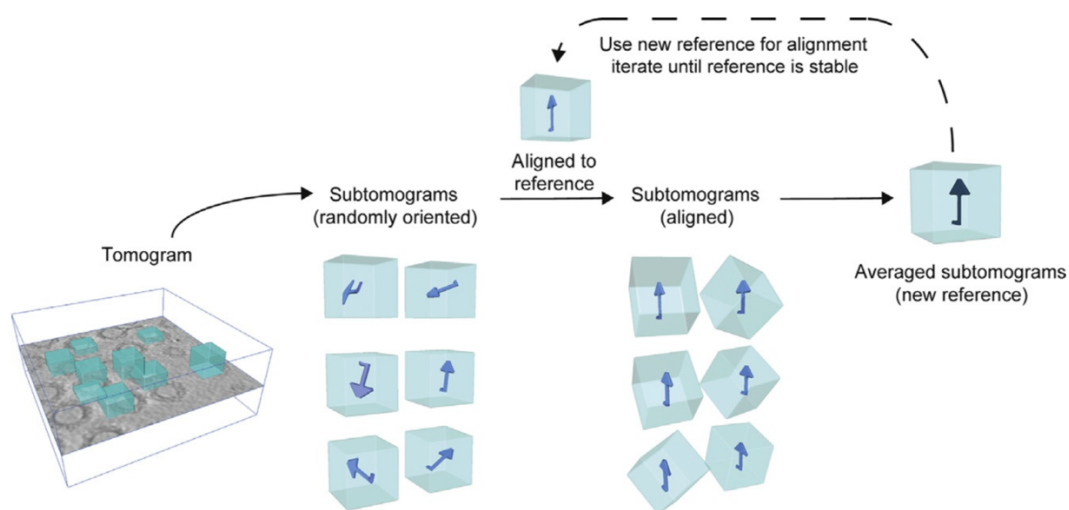 Use new reference for alignment
iterate until reference is stable
Aligned to
reference
Subtomograms
(randomly oriented)
Subtomograms
(aligned)
Tomogram
Averaged subtomograms
(new reference)